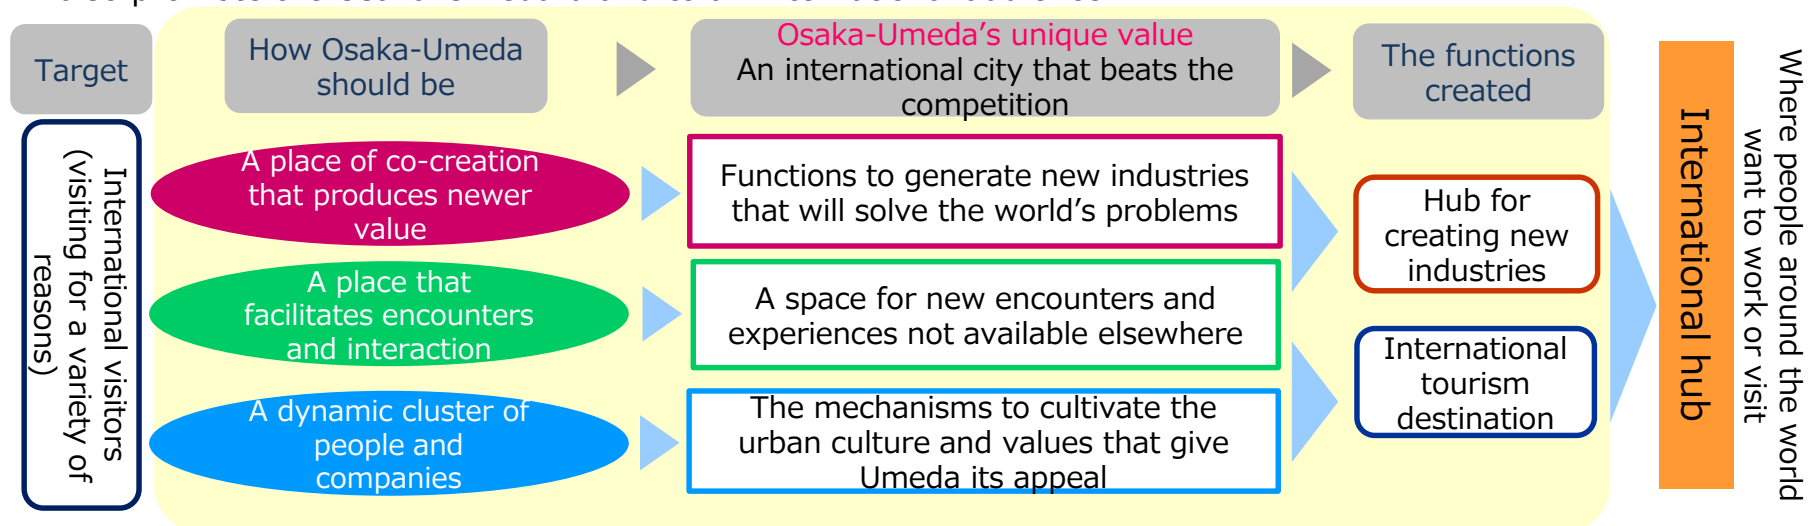 Target
How Osaka-Umeda
should be
Osaka-Umeda's unique value
An international city that beats the
competition
The functions
created
International visitors
(visiting for a variety of
reasons)
A place of co-creation
that produces newer
value
Functions to generate new industries
that will solve the world's problems
A place that
facilitates encounters
and interaction
A space for new encounters and
experiences not available elsewhere
A dynamic cluster of
people and
companies
The mechanisms to cultivate the
urban culture and values that give
Umeda its appeal
Hub for
creating new
industries
International
tourism
destination
International hub
Where people around the world
want to work or visit